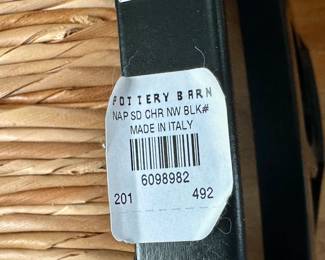 POTTERY BARN
NAP SD CHR NW BLK#
MADE IN ITALY
6098982
201 492